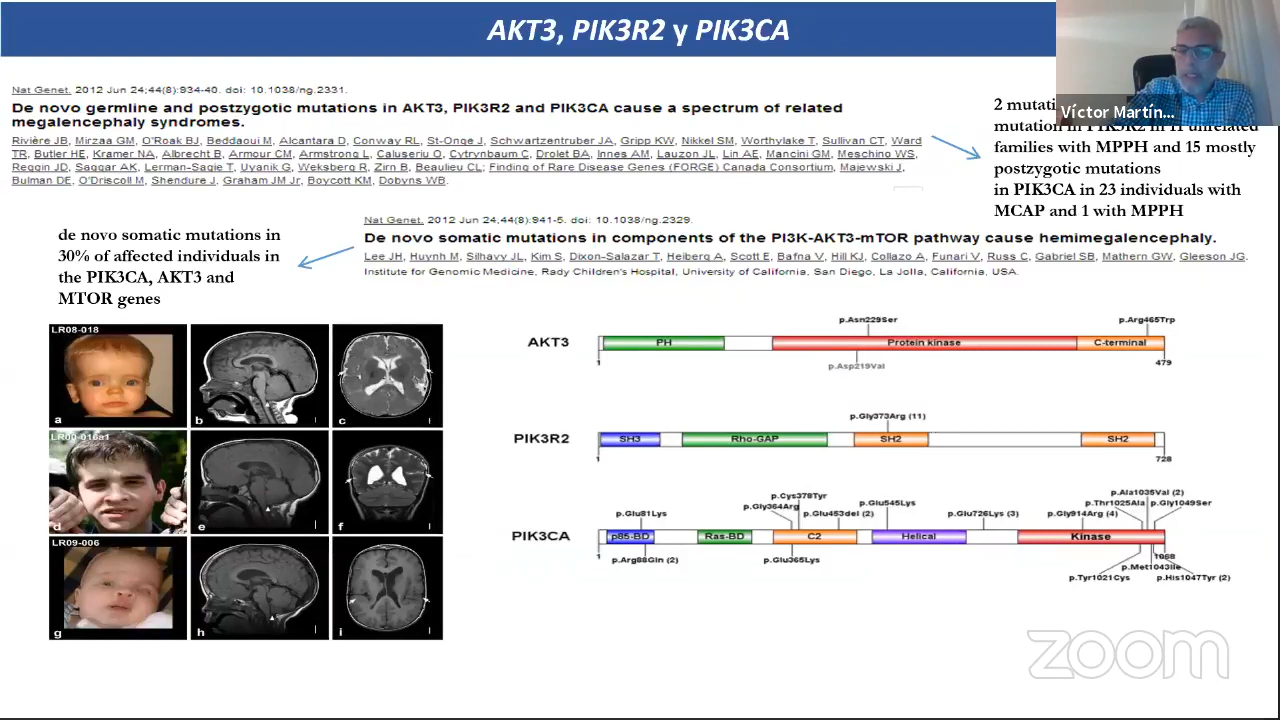 AKT3, PIK3R2 y PIK3CA
Víctor Martín...
Nat Genet. 2012 Jun 24;44(8):934-40. doi: 10.1038/ng.2331.
De novo germline and postzygotic mutations in AKT3, PIK3R2 and PIK3CA cause a spectrum of related
megalencephaly syndromes.
Rivière JB, Mirzaa GM, O'Roak BJ, Beddaoui M, Alcantara D, Conway RL, St-Onge J, Schwartzentruber JA, Gripp KW, Nikkel SM, Worthylake T, Sullivan CT, Ward
TR, Butler HE, Kramer NA, Albrecht B, Armour CM, Armstrong L, Caluseriu O, Cytrynbaum C, Drolet BA, Innes AM, Lauzon JL, Lin AE, Mancini GM, Meschino WS,
Reggin JD, Saggar AK, Lerman-Sagie T, Uyanik G, Weksberg R, Zirn B, Beaulieu CL; Finding of Rare Disease Genes (FORGE) Canada Consortium, Majewski J,
Bulman DE, O'Driscoll M, Shendure J, Graham JM Jr, Boycott KM, Dobyns WB.
2
mutation in PIK3R2 in 11 unrelated
families with MPPH and 15 mostly
postzygotic mutations
in PIK3CA in 23 individuals with
MCAP and 1 with MPPH
Nat Genet. 2012 Jun 24;44(8):941-5. doi: 10.1038/ng.2329.
De novo somatic mutations in components of the PI3K-AKT3-mTOR pathway cause hemimegalencephaly.
Lee JH, Huynh M, Silhavy JL, Kim S, Dixon-Salazar T, Heiberg A, Scott E, Bafna V, Hill KJ, Collazo A, Funari V, Russ C, Gabriel SB, Mathern GW, Gleeson JG.
Institute for Genomic Medicine, Rady Children's Hospital, University of California, San Diego, La Jolla, California, USA.
de novo somatic mutations in
30% of affected individuals in
the PIK3CA, AKT3 and
MTOR genes
LR08-018
a
b
c
LR00-016a1
d
e
f
LR09-006
g
h
i
p.Asn229Ser
p.Arg465Trp
AKT3
PH
Protein kinase
C-terminal
1
p.Asp219Val
479
p.Gly373Arg (11)
PIK3R2
SH3
Rho-GAP
SH2
SH2
1
728
p.Ala1035Val (2)
p.Cys378Tyr
p.Glu545Lys
p.Thr1025Ala
p.Gly1049Ser
p.Gly364Arg
p.Glu81Lys
p.Glu453del (2)
p.Glu726Lys (3)
p.Gly914Arg (4)
PIK3CA
p85-BD
Ras-BD
C2
Helical
Kinase
1
1068
p.Arg88Gln (2)
p.Glu365Lys
p.Met1043Ile
p.Tyr1021Cys
p.His1047Tyr (2)
zoom